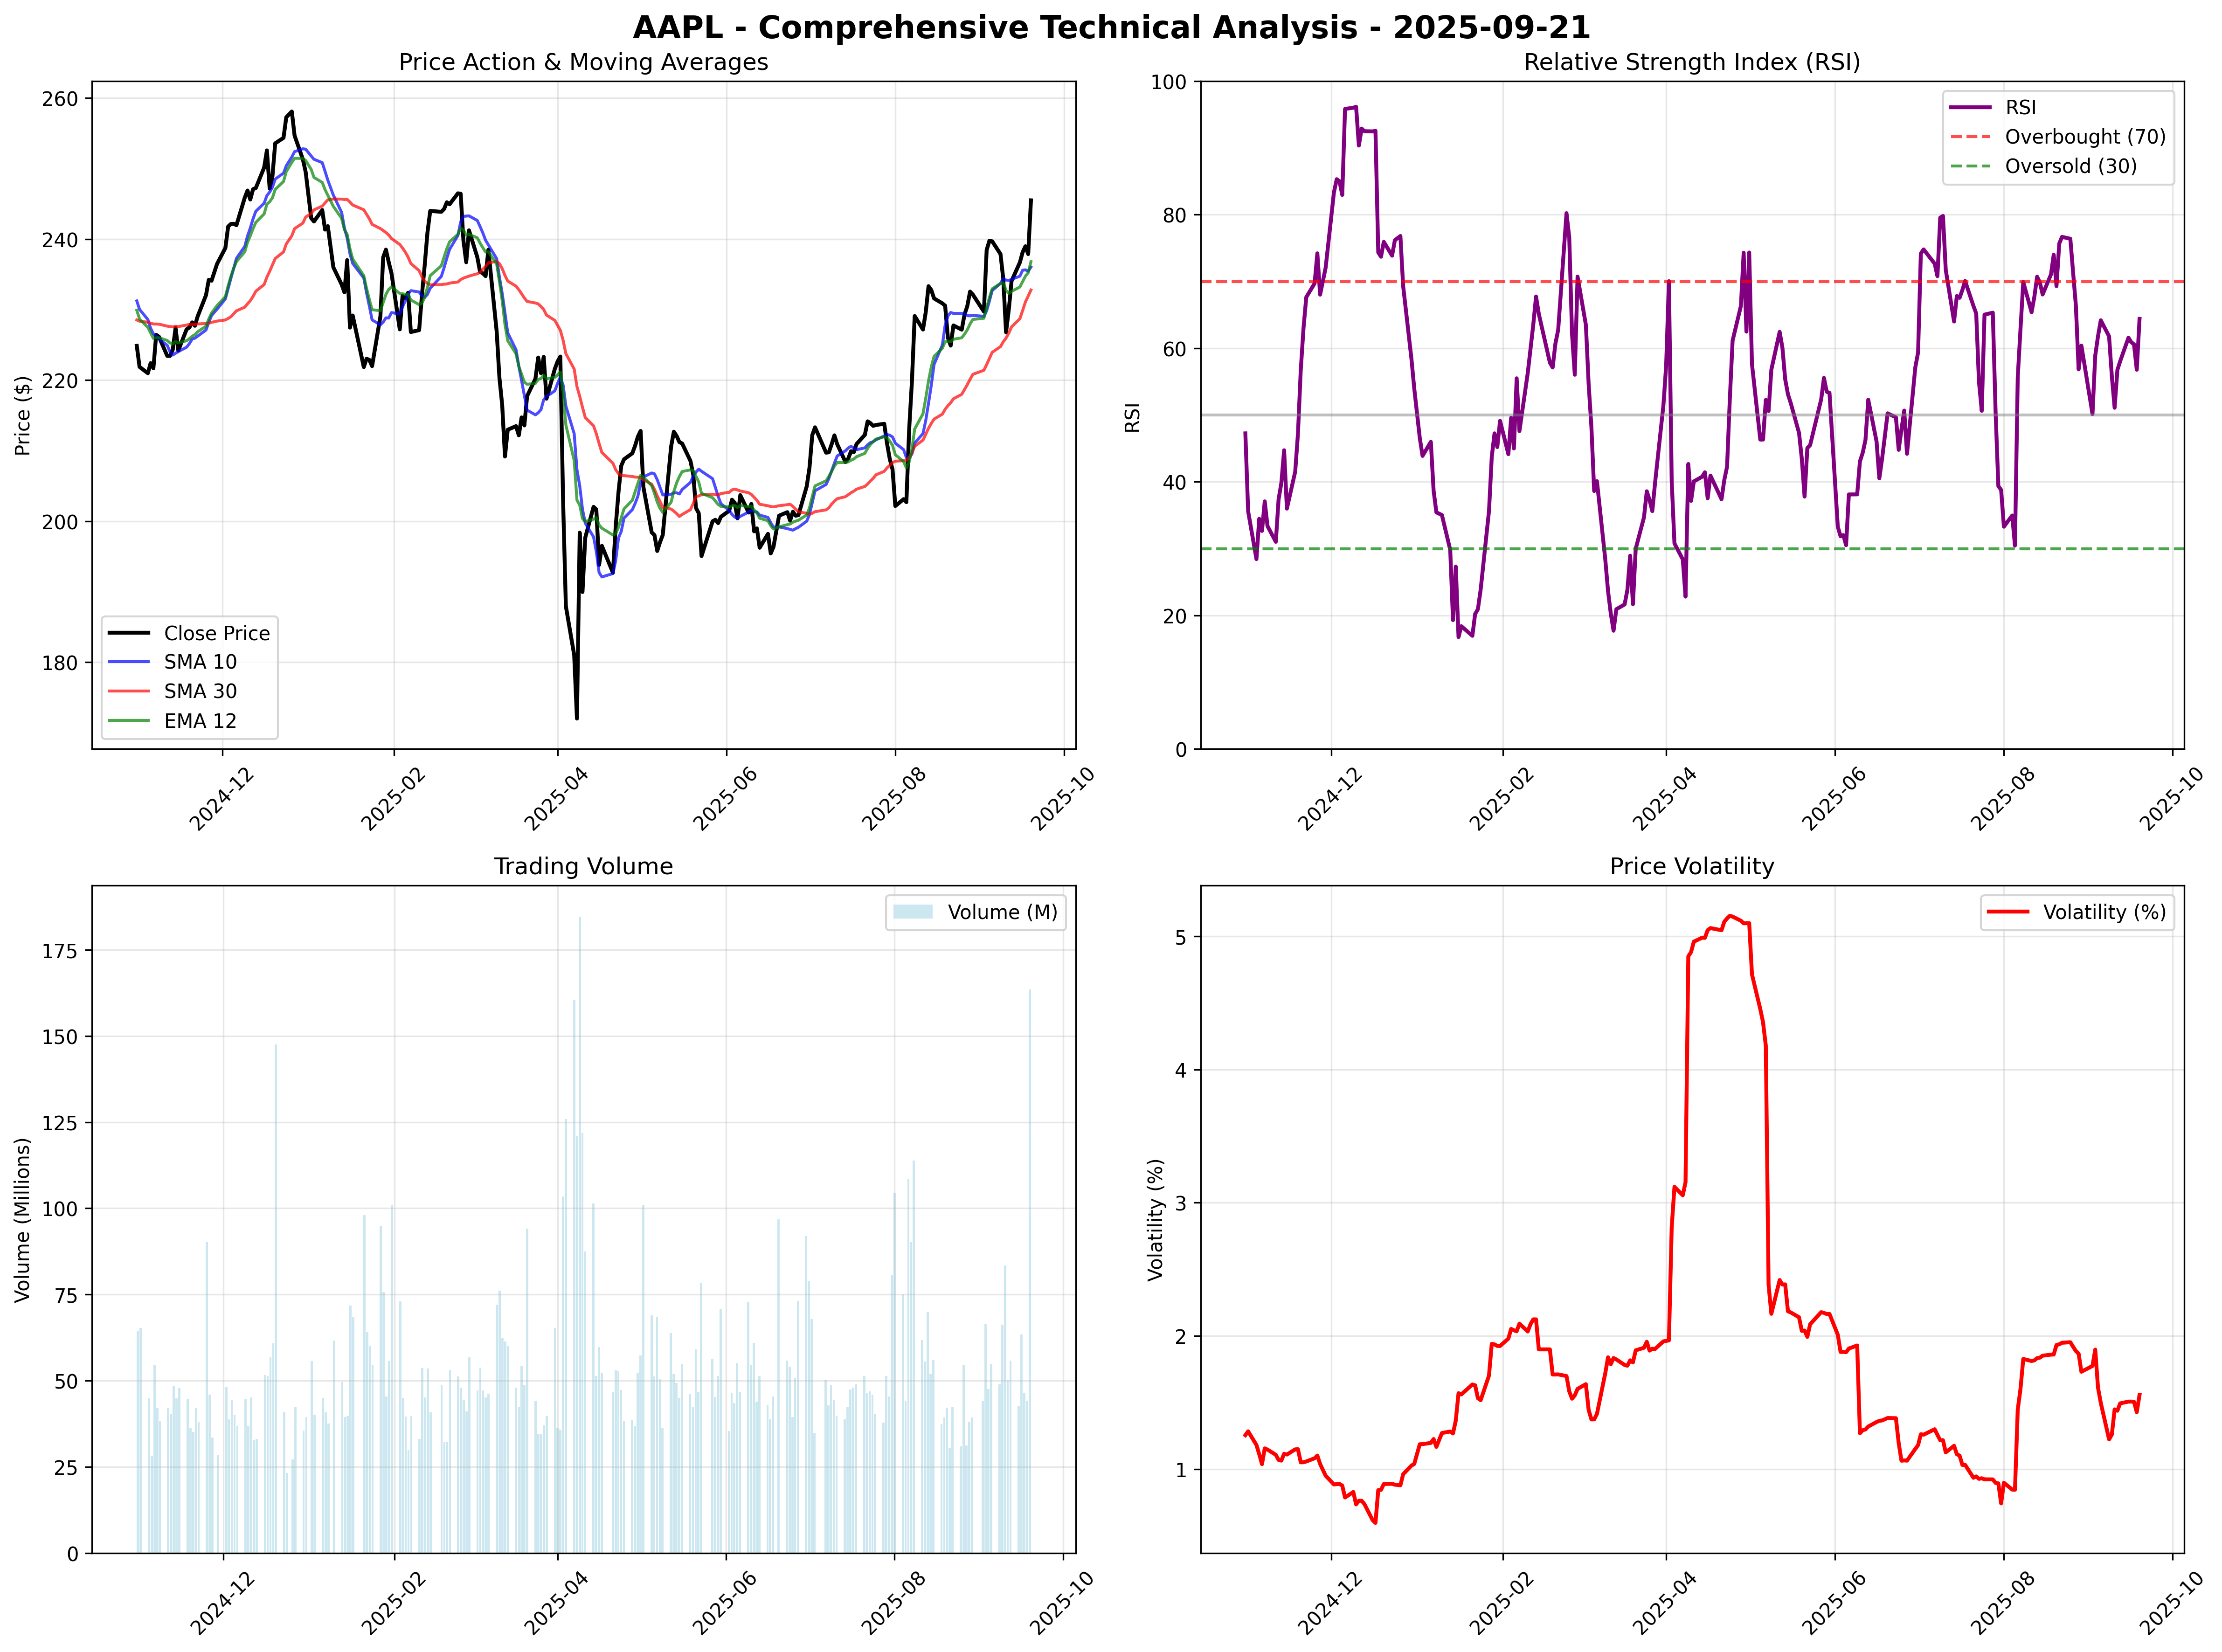 AAPL - Comprehensive Technical Analysis - 2025-09-21
Price Action & Moving Averages
Price ($)
260
240
220
200
180
Close Price
SMA 10
SMA 30
EMA 12
2024-12
2025-02
2025-04
2025-06
2025-08
2025-10
Relative Strength Index (RSI)
RSI
100
80
60
40
20
0
RSI
Overbought (70)
Oversold (30)
2024-12
2025-02
2025-04
2025-06
2025-08
2025-10
Trading Volume
Volume (Millions)
175
150
125
100
75
50
25
0
Volume (M)
2024-12
2025-02
2025-04
2025-06
2025-08
2025-10
Price Volatility
Volatility (%)
5
4
3
2
1
Volatility (%)
2024-12
2025-02
2025-04
2025-06
2025-08
2025-10